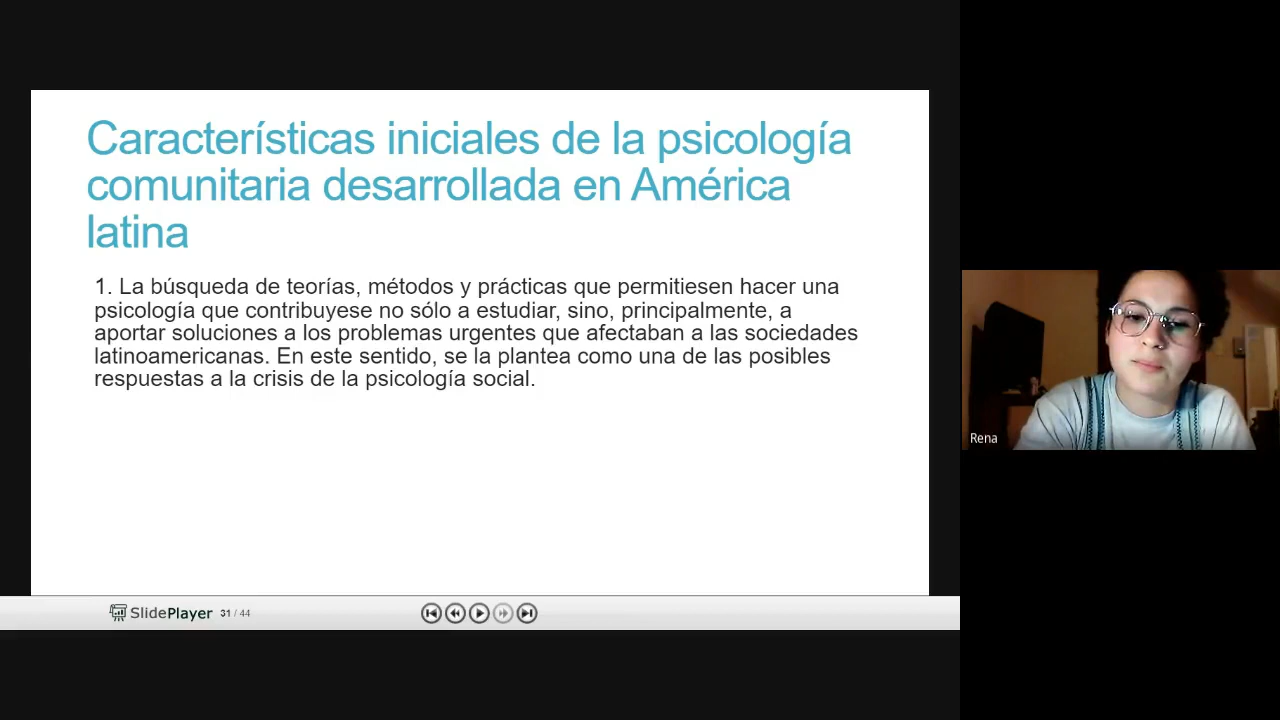 Características iniciales de la psicología
comunitaria desarrollada en América
latina
1. La búsqueda de teorías, métodos y prácticas que permitiesen hacer una
psicología que contribuyese no sólo a estudiar, sino, principalmente, a
aportar soluciones a los problemas urgentes que afectaban a las sociedades
latinoamericanas. En este sentido, se la plantea como una de las posibles
respuestas a la crisis de la psicología social.
Rena
SlidePlayer 31 / 44